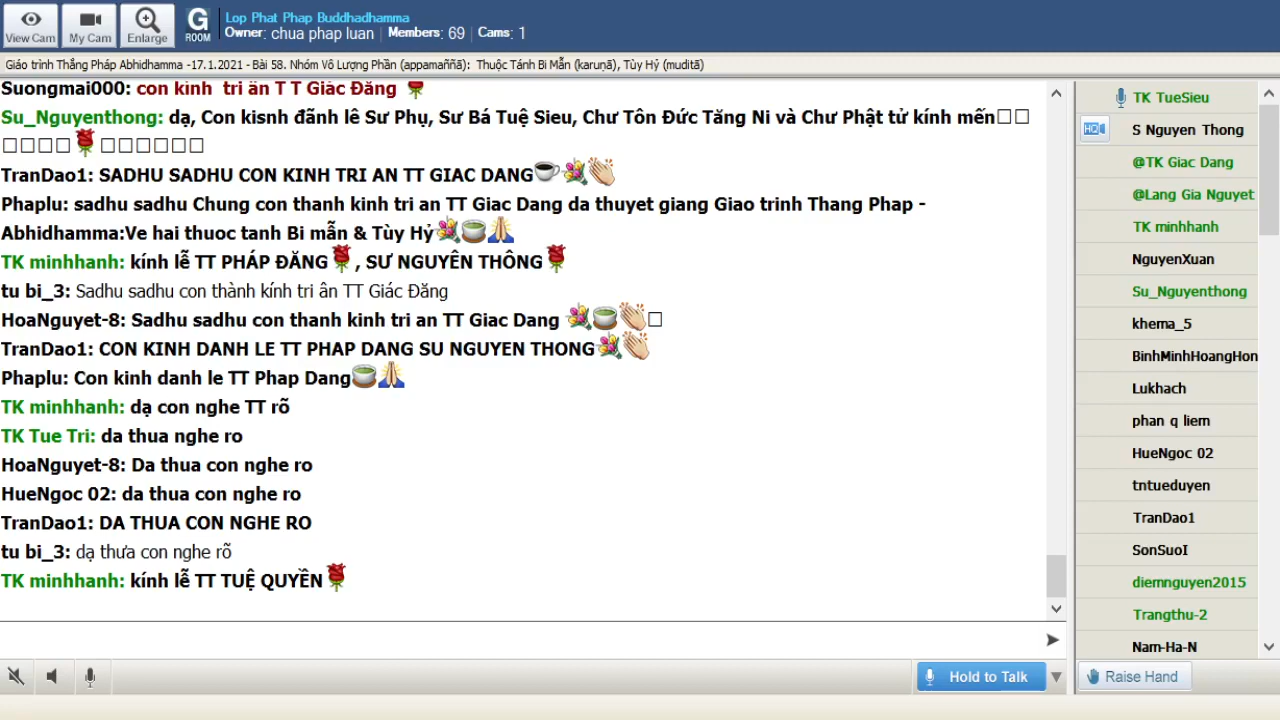 View Cam
My Cam
Enlarge
G
ROOM
Lop Phat Phap Buddhadhamma
Owner: chua phap luan | Members: 69 | Cams: 1
Giáo trình Thắng Pháp Abhidhamma -17.1.2021 - Bài 58. Nhóm Vô Lượng Phần (appamaññā): Thuộc Tánh Bi Mẫn (karuṇā), Tùy Hỷ (muditā)
Suongmai000: con kinh tri ân T T Giác Đăng
Su_Nguyenthong: dạ, Con kisnh đãnh lê Sư Phụ, Sư Bá Tuệ Sieu, Chư Tôn Đức Tăng Ni và Chư Phật tử kính mến
TranDao1: SADHU SADHU CON KINH TRI AN TT GIAC DANG
Phaplu: sadhu sadhu Chung con thanh kinh tri an TT Giac Dang da thuyet giang Giao trinh Thang Phap -
Abhidhamma:Ve hai thuoc tanh Bi mẫn & Tùy Hỷ
TK minhhanh: kính lễ TT PHÁP ĐĂNG, SƯ NGUYÊN THÔNG
tu bi_3: Sadhu sadhu con thành kính tri ân TT Giác Đăng
HoaNguyet-8: Sadhu sadhu con thanh kinh tri an TT Giac Dang
TranDao1: CON KINH DANH LE TT PHAP DANG SU NGUYEN THONG
Phaplu: Con kinh danh le TT Phap Dang
TK minhhanh: dạ con nghe TT rõ
TK Tue Tri: da thua nghe ro
HoaNguyet-8: Da thua con nghe ro
HueNgoc 02: da thua con nghe ro
TranDao1: DA THUA CON NGHE RO
tu bi_3: dạ thưa con nghe rõ
TK minhhanh: kính lễ TT TUỆ QUYỀN
Hold to Talk
TK TueSieu
HD
S Nguyen Thong
@TK Giac Dang
@Lang Gia Nguyet
TK minhhanh
NguyenXuan
Su_Nguyenthong
khema_5
BinhMinhHoangHon
Lukhach
phan q liem
HueNgoc 02
tntueduyen
TranDao1
SonSuoI
diemnguyen2015
Trangthu-2
Nam-Ha-N
Raise Hand